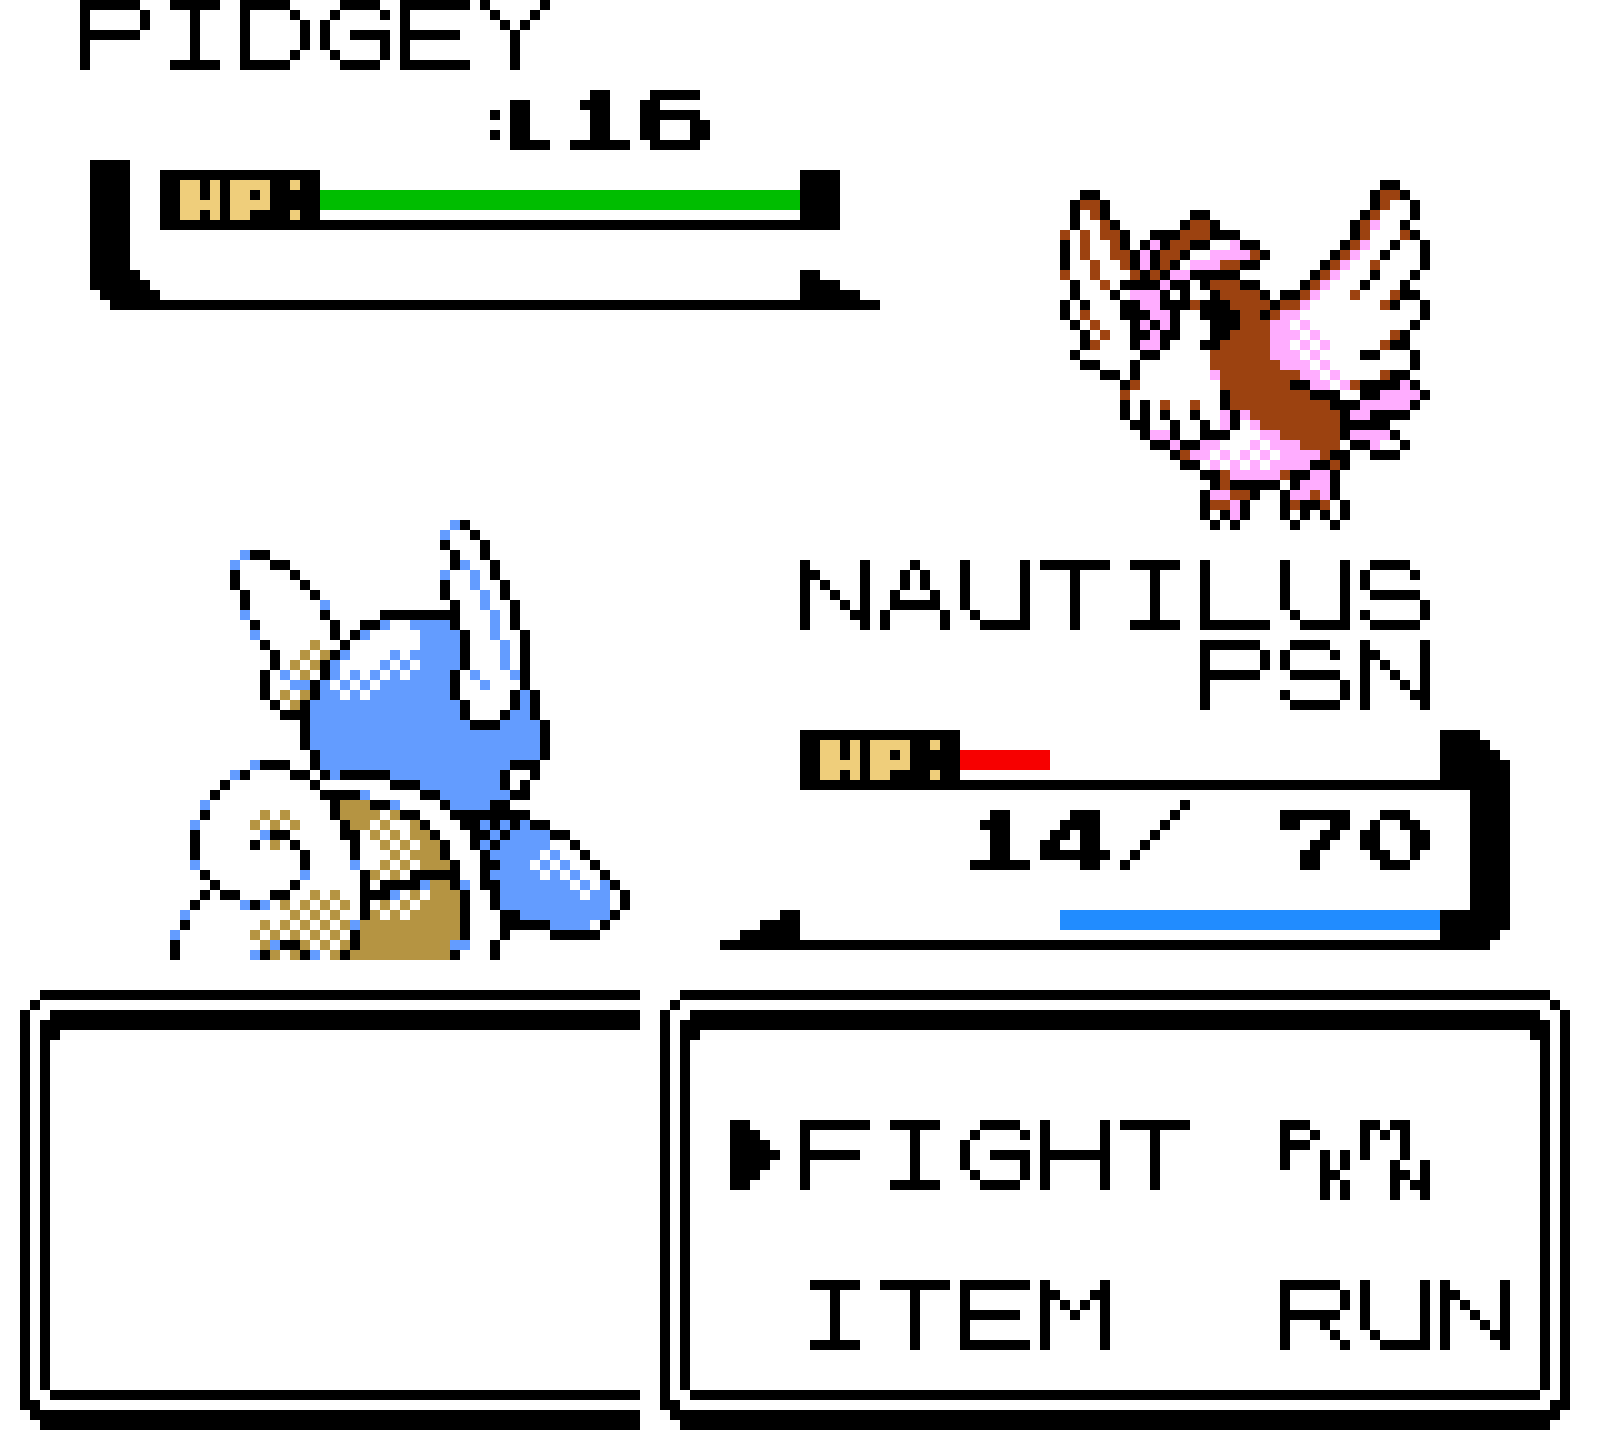 PIDGEY
:L16
HP:
NAUTILUS
PSN
HP:
14/ 70
FIGHT PKMN
ITEM RUN